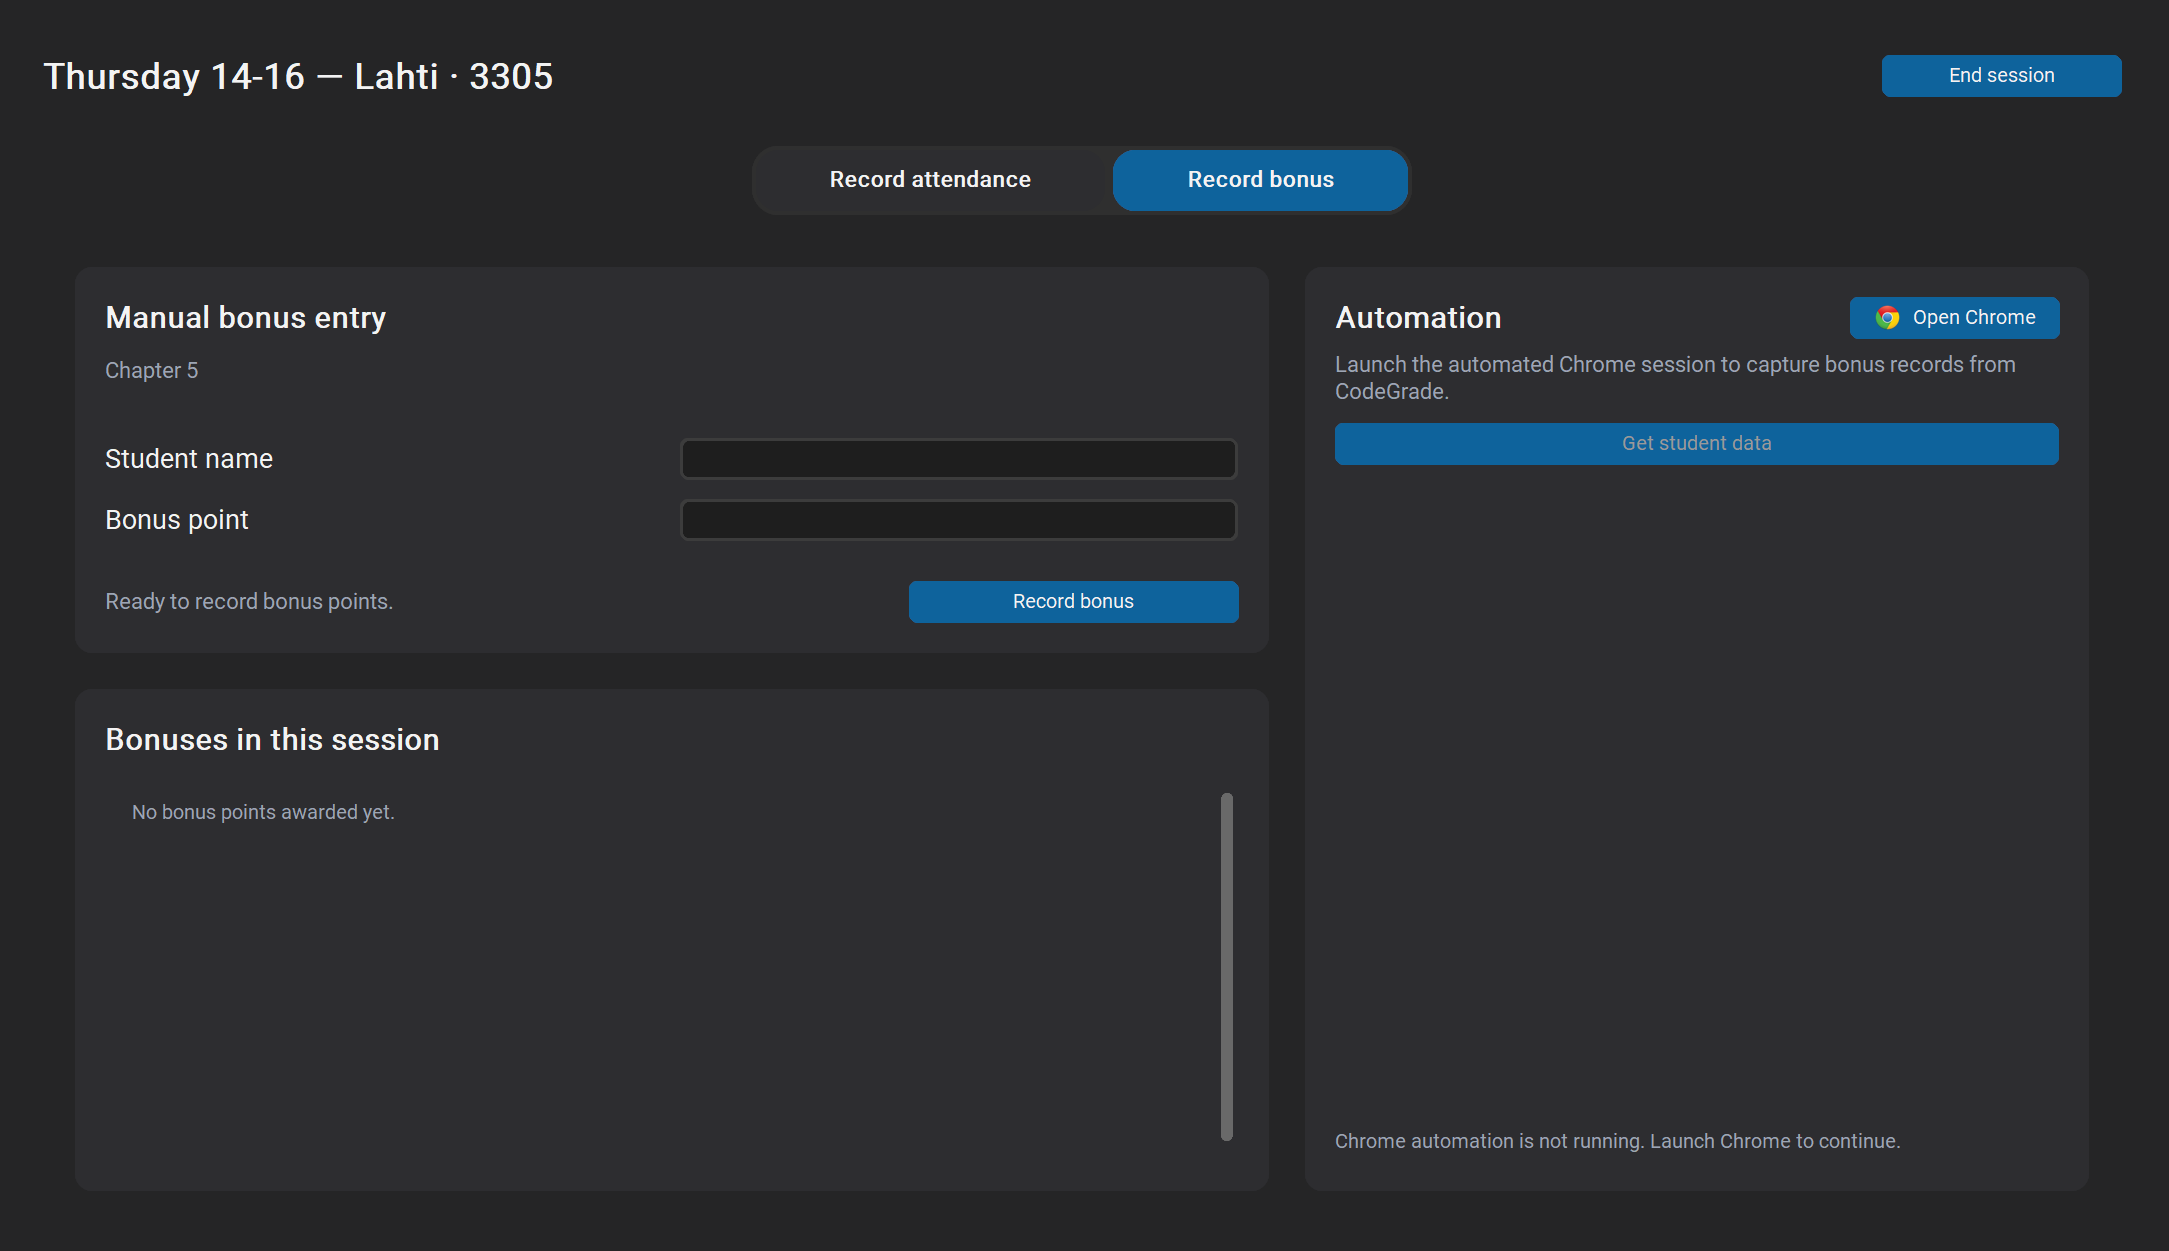 Thursday 14-16 — Lahti · 3305
End session
Record attendance
Record bonus
Manual bonus entry
Chapter 5
Student name
Bonus point
Ready to record bonus points.
Record bonus
Bonuses in this session
No bonus points awarded yet.
Automation
Open Chrome
Launch the automated Chrome session to capture bonus records from
CodeGrade.
Get student data
Chrome automation is not running. Launch Chrome to continue.